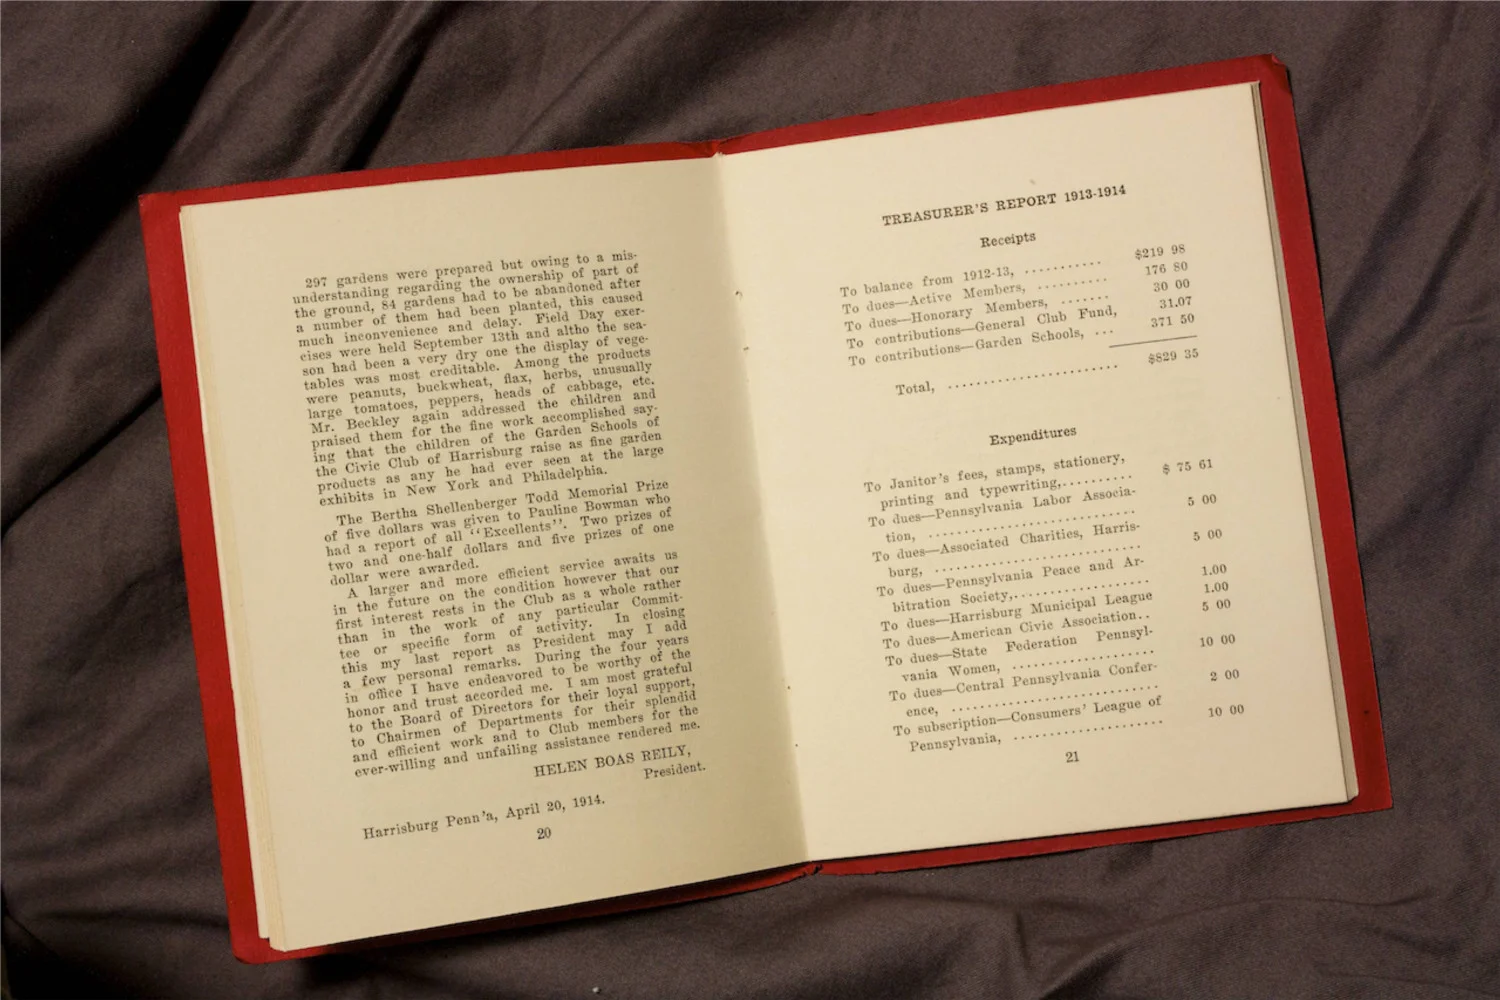 297 gardens were prepared but owing to a mis-
understanding regarding the ownership of part of
the ground, 84 gardens had to be abandoned after
a number of them had been planted, this caused
much inconvenience and delay. Field Day exer-
cises were held September 13th and altho the sea-
son had been a very dry one the display of vege-
tables was most creditable. Among the products
were peanuts, buckwheat, flax, herbs, unusually
large tomatoes, peppers, heads of cabbage, etc.
Mr. Beckley again addressed the children and
praised them for the fine work accomplished say-
ing that the children of the Garden Schools of
the Civic Club of Harrisburg raise as fine garden
products as any he had ever seen at the large
exhibits in New York and Philadelphia.
The Bertha Shellenberger Todd Memorial Prize
of five dollars was given to Pauline Bowman who
had a report of all "Excellents". Two prizes of
two and one-half dollars and five prizes of one
dollar were awarded.
A larger and more efficient service awaits us
in the future on the condition however that our
first interest rests in the Club as a whole rather
than in the work of any particular Commit-
tee or specific form of activity. In closing
this my last report as President may I add
a few personal remarks. During the four years
in office I have endeavored to be worthy of the
honor and trust accorded me. I am most grateful
to the Board of Directors for their loyal support,
to Chairmen of Departments for their splendid
and efficient work and to Club members for the
ever-willing and unfailing assistance rendered me.
HELEN BOAS REILY,
President.
Harrisburg Penn'a, April 20, 1914.
20
TREASURER'S REPORT 1913-1914
Receipts
To balance from 1912-13, ........... $219 98
To dues—Active Members, .......... 176 80
To dues—Honorary Members, ....... 30 00
To contributions—General Club Fund, 31.07
To contributions—Garden Schools, ... 371 50
Total, ........................ $829 35
Expenditures
To Janitor's fees, stamps, stationery,
printing and typewriting,.......... $ 75 61
To dues—Pennsylvania Labor Associa-
tion, ............................. 5 00
To dues—Associated Charities, Harris-
burg, ............................. 5 00
To dues—Pennsylvania Peace and Ar-
bitration Society,................... 1.00
To dues—Harrisburg Municipal League 1.00
To dues—American Civic Association.. 5 00
To dues—State Federation Pennsyl-
vania Women, .................... 10 00
To dues—Central Pennsylvania Confer-
ence, ............................. 2 00
To subscription—Consumers' League of
Pennsylvania, ..................... 10 00
21